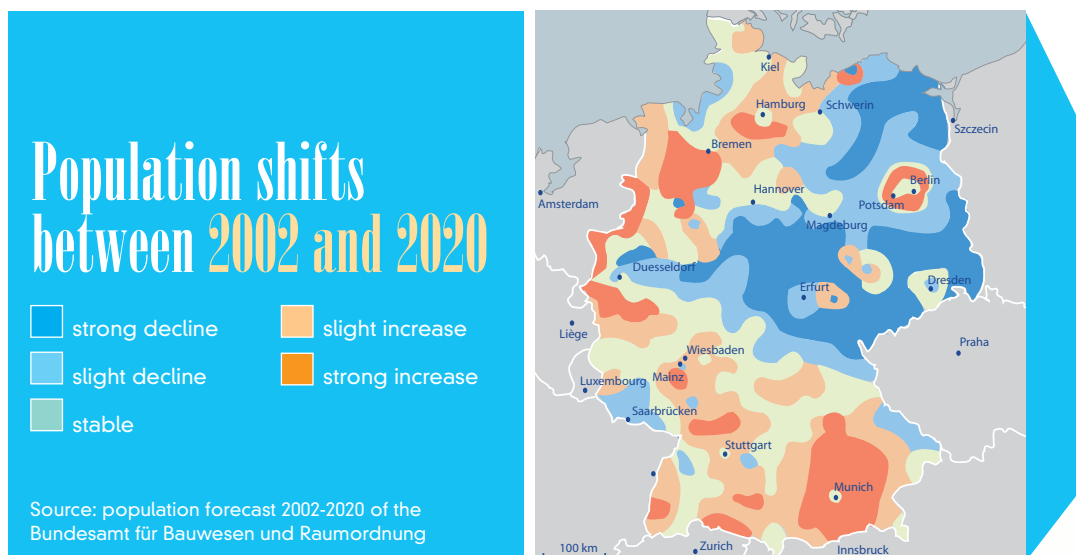 Population shifts
between 2002 and 2020
strong decline
slight increase
slight decline
strong increase
stable
Source: population forecast 2002-2020 of the
Bundesamt für Bauwesen und Raumordnung
Kiel
Hamburg
Schwerin
Szczecin
Bremen
Berlin
Hannover
Potsdam
Amsterdam
Magdeburg
Duesseldorf
Dresden
Erfurt
Liège
Praha
Wiesbaden
Mainz
Luxembourg
Saarbrücken
Stuttgart
Munich
100 km
Zurich
Innsbruck